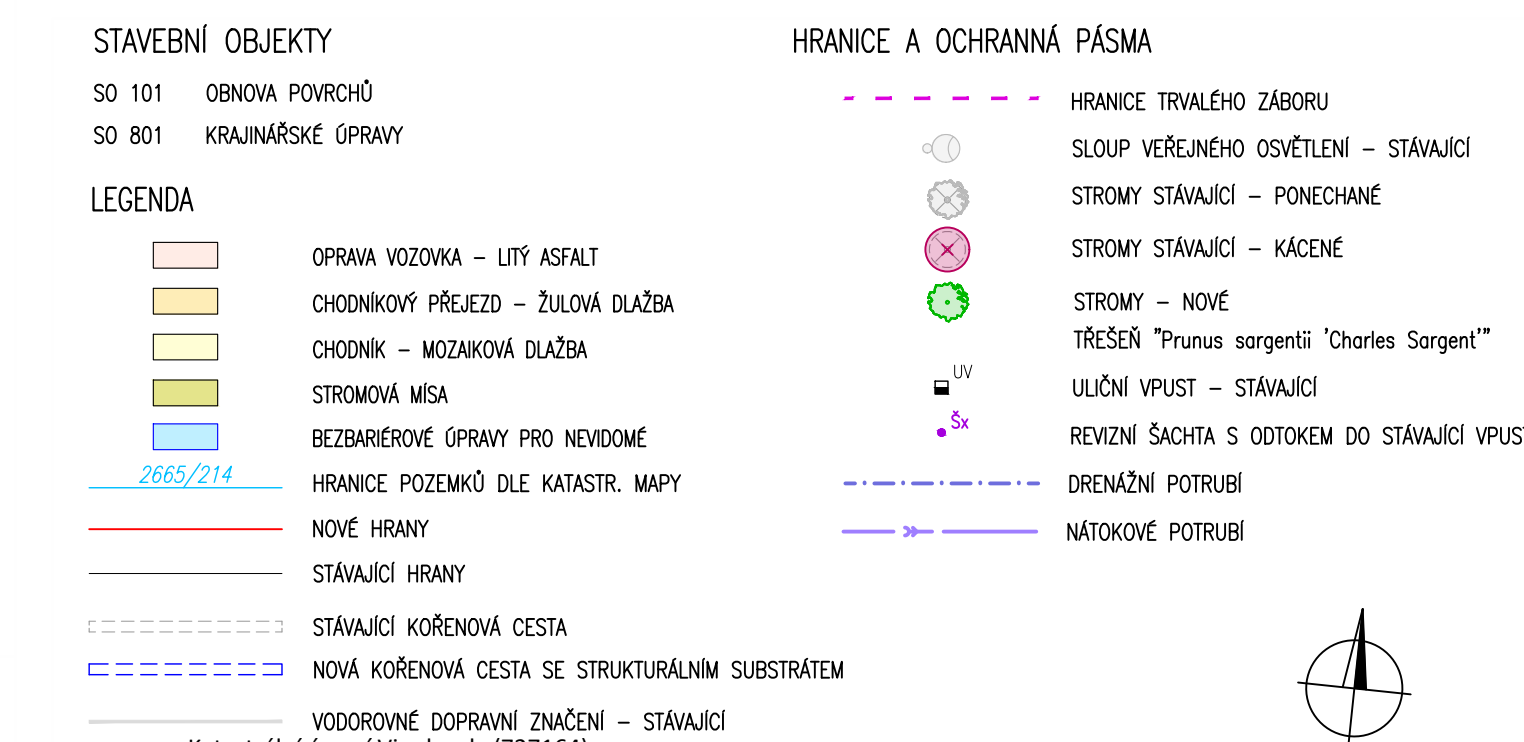 STAVEBNÍ OBJEKTY
SO 101 OBNOVA POVRCHŮ
SO 801 KRAJINÁŘSKÉ ÚPRAVY
LEGENDA
OPRAVA VOZOVKA – LITÝ ASFALT
CHODNÍKOVÝ PŘEJEZD – ŽULOVÁ DLAŽBA
CHODNÍK – MOZAIKOVÁ DLAŽBA
STROMOVÁ MÍSA
BEZBARIÉROVÉ ÚPRAVY PRO NEVIDOMÉ
2665/214
HRANICE POZEMKŮ DLE KATASTR. MAPY
NOVÉ HRANY
STÁVAJÍCÍ HRANY
STÁVAJÍCÍ KOŘENOVÁ CESTA
NOVÁ KOŘENOVÁ CESTA SE STRUKTURÁLNÍM SUBSTRÁTEM
VODOROVNÉ DOPRAVNÍ ZNAČENÍ – STÁVAJÍCÍ
HRANICE A OCHRANNÁ PÁSMA
HRANICE TRVALÉHO ZÁBORU
SLOUP VEŘEJNÉHO OSVĚTLENÍ – STÁVAJÍCÍ
STROMY STÁVAJÍCÍ – PONECHANÉ
STROMY STÁVAJÍCÍ – KÁCENÉ
STROMY – NOVÉ
TŘEŠEŇ "Prunus sargentii 'Charles Sargent'"
UV
ULIČNÍ VPUST – STÁVAJÍCÍ
Šx
REVIZNÍ ŠACHTA S ODTOKEM DO STÁVAJÍCÍ VPUST
DRENÁŽNÍ POTRUBÍ
NÁTOKOVÉ POTRUBÍ